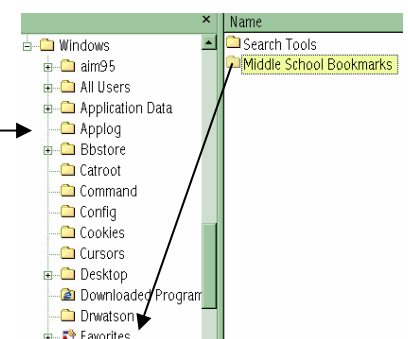 Name
Windows
aim95
All Users
Application Data
Applog
Bbstore
Catroot
Command
Config
Cookies
Cursors
Desktop
Downloaded Program
Drwatson
Favorites
Search Tools
Middle School Bookmarks